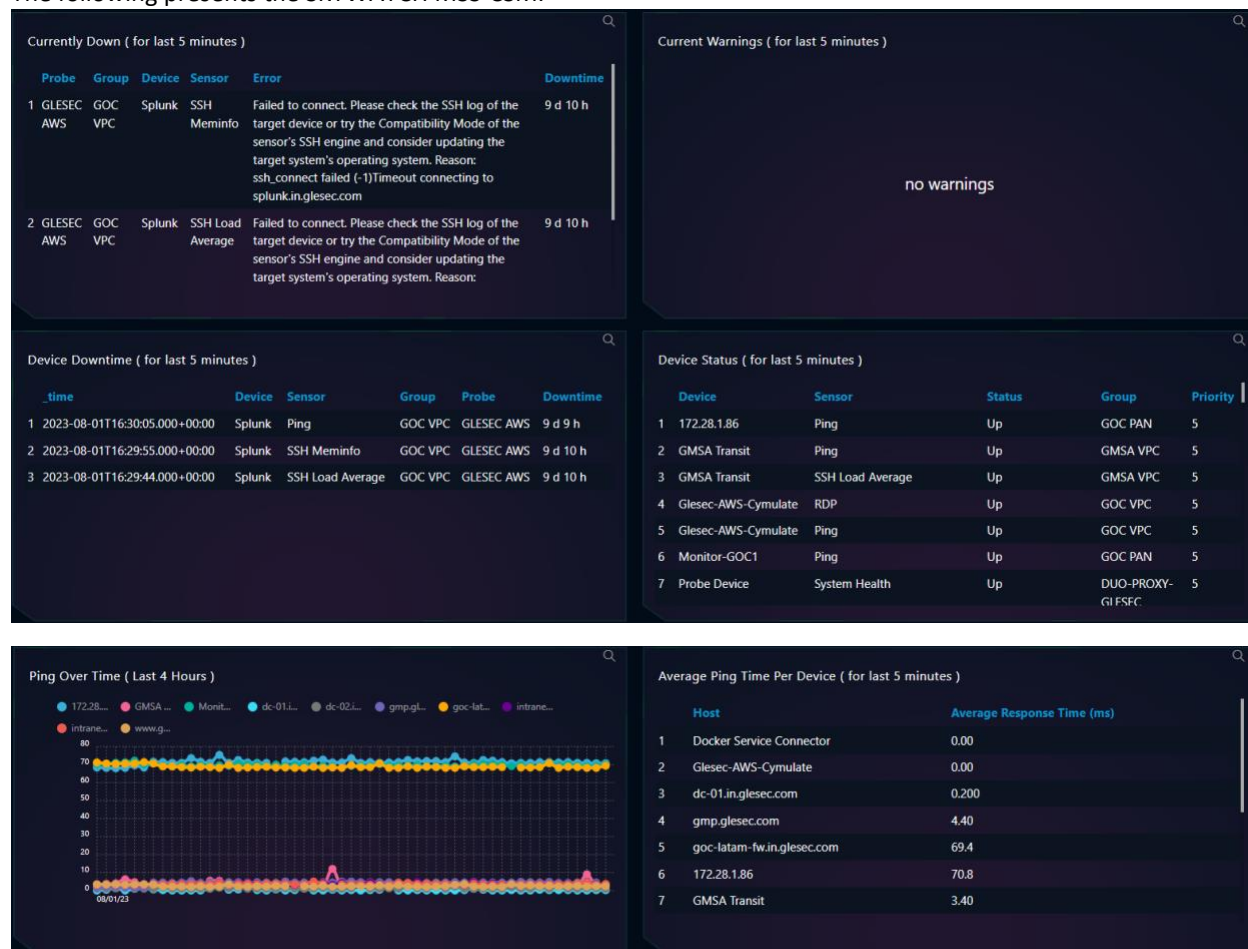 Currently Down ( for last 5 minutes )
Probe Group Device Sensor Error Downtime
1 GLESEC AWS GOC VPC Splunk SSH Meminfo Failed to connect. Please check the SSH log of the 9 d 10 h
target device or try the Compatibility Mode of the
sensor's SSH engine and consider updating the
target system's operating system. Reason:
ssh_connect failed (-1)Timeout connecting to
splunk.in.glesec.com
2 GLESEC AWS GOC VPC Splunk SSH Load Average Failed to connect. Please check the SSH log of the 9 d 10 h
target device or try the Compatibility Mode of the
sensor's SSH engine and consider updating the
target system's operating system. Reason:
Current Warnings ( for last 5 minutes )
no warnings
Device Downtime ( for last 5 minutes )
_time Device Sensor Group Probe Downtime
1 2023-08-01T16:30:05.000+00:00 Splunk Ping GOC VPC GLESEC AWS 9 d 9 h
2 2023-08-01T16:29:55.000+00:00 Splunk SSH Meminfo GOC VPC GLESEC AWS 9 d 10 h
3 2023-08-01T16:29:44.000+00:00 Splunk SSH Load Average GOC VPC GLESEC AWS 9 d 10 h
Device Status ( for last 5 minutes )
Device Sensor Status Group Priority
1 172.28.1.86 Ping Up GOC PAN 5
2 GMSA Transit Ping Up GMSA VPC 5
3 GMSA Transit SSH Load Average Up GMSA VPC 5
4 Glesec-AWS-Cymulate RDP Up GOC VPC 5
5 Glesec-AWS-Cymulate Ping Up GOC VPC 5
6 Monitor-GOC1 Ping Up GOC PAN 5
7 Probe Device System Health Up DUO-PROXY- 5
GLESEC
Ping Over Time ( Last 4 Hours )
172.28.... GMSA ... Monit... dc-01.i... dc-02.i... gmp.gl... goc-lat... intrane...
intrane... www.g...
80
70
60
50
40
30
20
10
0
08/01/23
Average Ping Time Per Device ( for last 5 minutes )
Host Average Response Time (ms)
1 Docker Service Connector 0.00
2 Glesec-AWS-Cymulate 0.00
3 dc-01.in.glesec.com 0.200
4 gmp.glesec.com 4.40
5 goc-latam-fw.in.glesec.com 69.4
6 172.28.1.86 70.8
7 GMSA Transit 3.40